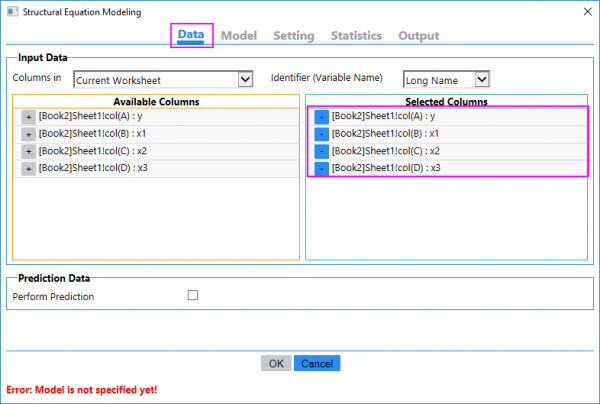 Structural Equation Modeling
Data Model Setting Statistics Output
Input Data
Columns in Current Worksheet Identifier (Variable Name) Long Name
Available Columns Selected Columns
+ [Book2]Sheet1!col(A) : y - [Book2]Sheet1!col(A) : y
+ [Book2]Sheet1!col(B) : x1 - [Book2]Sheet1!col(B) : x1
+ [Book2]Sheet1!col(C) : x2 - [Book2]Sheet1!col(C) : x2
+ [Book2]Sheet1!col(D) : x3 - [Book2]Sheet1!col(D) : x3
Prediction Data
Perform Prediction
OK Cancel
Error: Model is not specified yet!